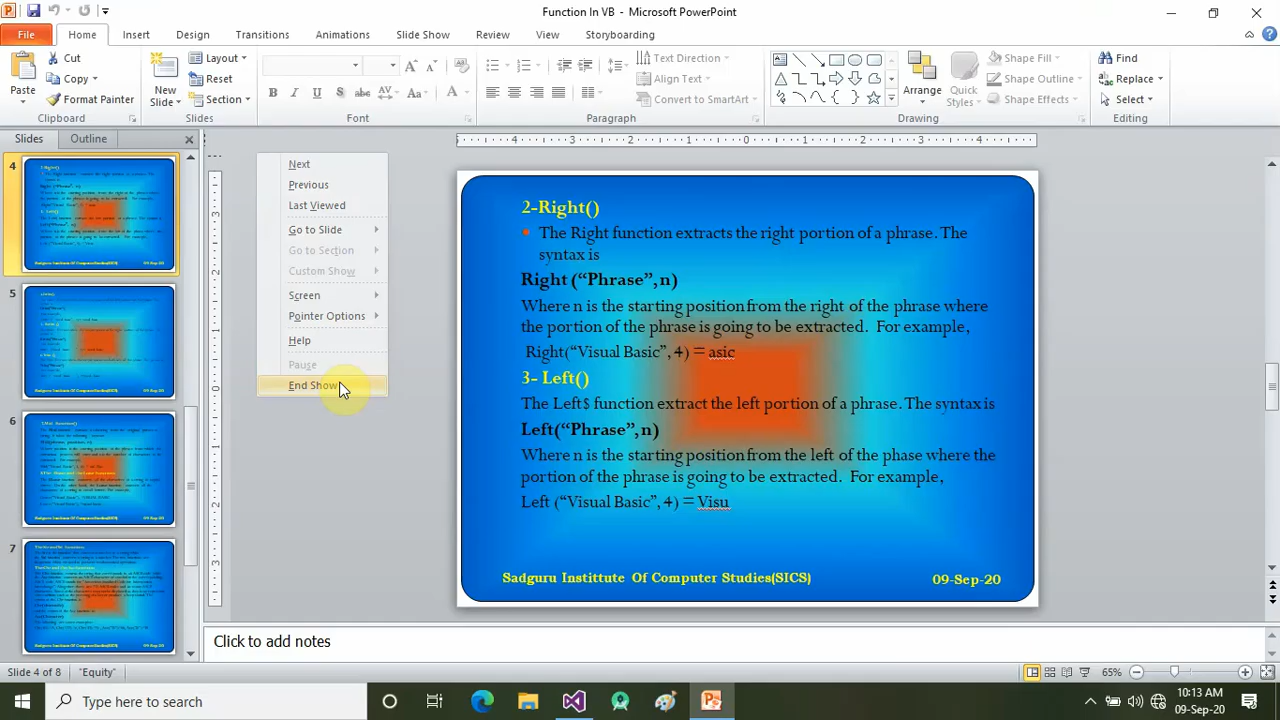 Function In VB - Microsoft PowerPoint
File Home Insert Design Transitions Animations Slide Show Review View Storyboarding
Paste
Cut
Copy
Format Painter
Clipboard
New Slide
Layout
Reset
Section
Slides
Font
Text Direction
Align Text
Convert to SmartArt
Paragraph
Arrange
Quick Styles
Shape Fill
Shape Outline
Shape Effects
Drawing
Find
Replace
Select
Editing
Slides Outline
4
5
6
7
Next
Previous
Last Viewed
Go to Slide
Go to Section
Custom Show
Screen
Pointer Options
Help
Pause
End Show
2-Right()
The Right function extracts the right portion of a phrase. The
syntax is
Right (“Phrase”, n)
Where n is the starting position from the right of the phrase where
the portion of the phrase is going to be extracted. For example,
Right(“Visual Basic”, 4) = asic
3- Left()
The Left$ function extract the left portion of a phrase. The syntax is
Left(“Phrase”, n)
Where n is the starting position from the left of the phase where the
portion of the phrase is going to be extracted. For example,
Left (“Visual Basic”, 4) = Visu
Sadguru Institute Of Computer Studies(SICS) 09-Sep-20
Click to add notes
Slide 4 of 8 "Equity" 65%
Type here to search
10:13 AM
09-Sep-20